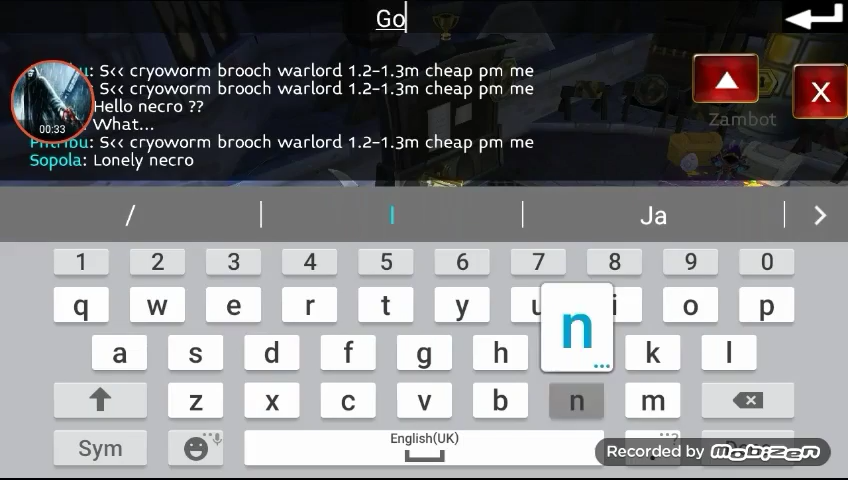 Go
S<< cryoworm brooch warlord 1.2-1.3m cheap pm me
: S<< cryoworm brooch warlord 1.2-1.3m cheap pm me
Hello necro ??
What...
: S<< cryoworm brooch warlord 1.2-1.3m cheap pm me
Sopola: Lonely necro
00:33
X
Zambot
/ I Ja >
1 2 3 4 5 6 7 8 9 0
q w e r t y u i o p
n
a s d f g h k l
z x c v b n m
Sym English(UK)
Recorded by mobizen